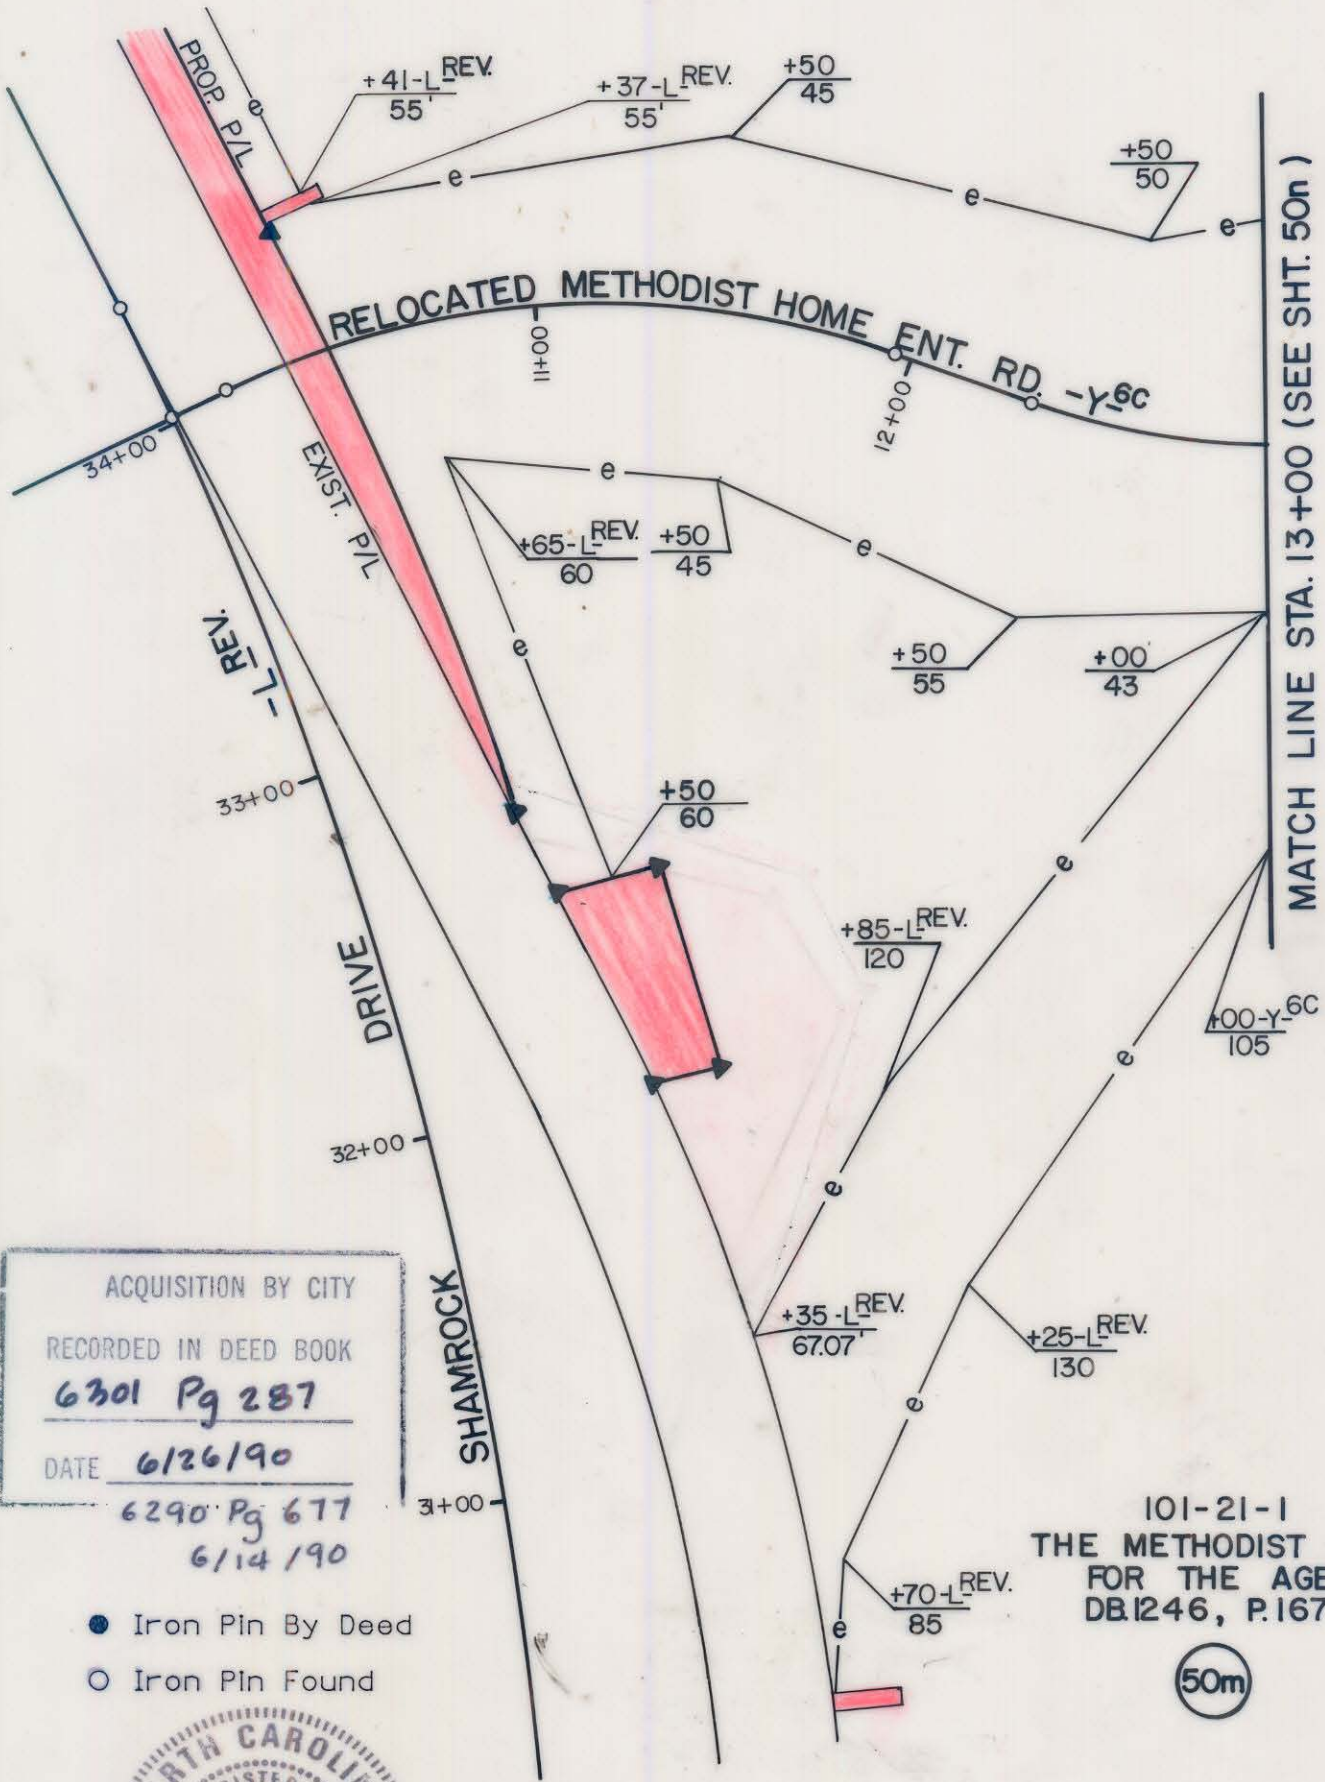 PROP. P/L
e
+41-L-REV.
55'
+37-L-REV.
55'
+50
45
e
e
+50
50
e
MATCH LINE STA. 13+00 (SEE SHT. 50n)
RELOCATED METHODIST HOME ENT. RD. -Y-6C
11+00
12+00
34+00
EXIST. P/L
e
+65-L-REV.
60
+50
45
e
-L-REV.
e
+50
55
+00
43
33+00
+50
60
e
+85-L-REV.
120
SHAMROCK DRIVE
+00-Y-6C
105
e
32+00
e
ACQUISITION BY CITY
RECORDED IN DEED BOOK
6301 Pg 287
DATE 6/26/90
6290 Pg 677
6/14/90
+35-L-REV.
67.07'
+25-L-REV.
130
e
31+00
101-21-1
THE METHODIST
FOR THE AGE
DB.1246, P.167
+70-L-REV.
85
e
50m
Iron Pin By Deed
Iron Pin Found
RTH CAROLI